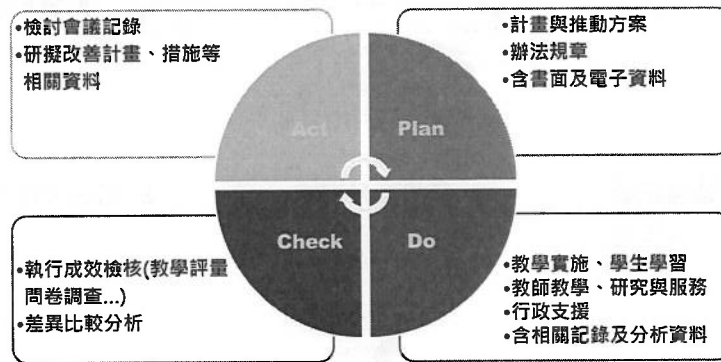 •檢討會議記錄
•研擬改善計畫、措施等
相關資料
•計畫與推動方案
•辦法規章
•含書面及電子資料
Act
Plan
Check
Do
•執行成效檢核(教學評量
問卷調查...)
•差異比較分析
•教學實施、學生學習
•教師教學、研究與服務
•行政支援
•含相關記錄及分析資料